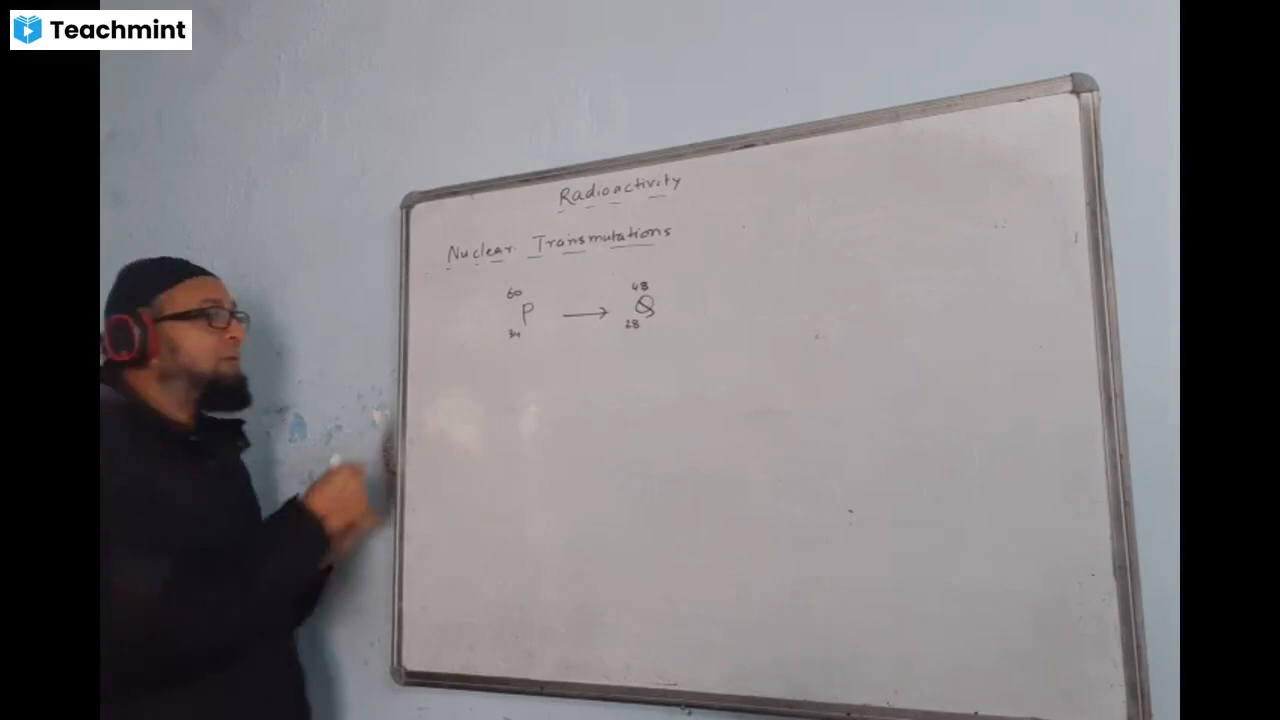 Teachmint
Radioactivity
Nuclear Transmutations
60 P 34 → 48 Q 28